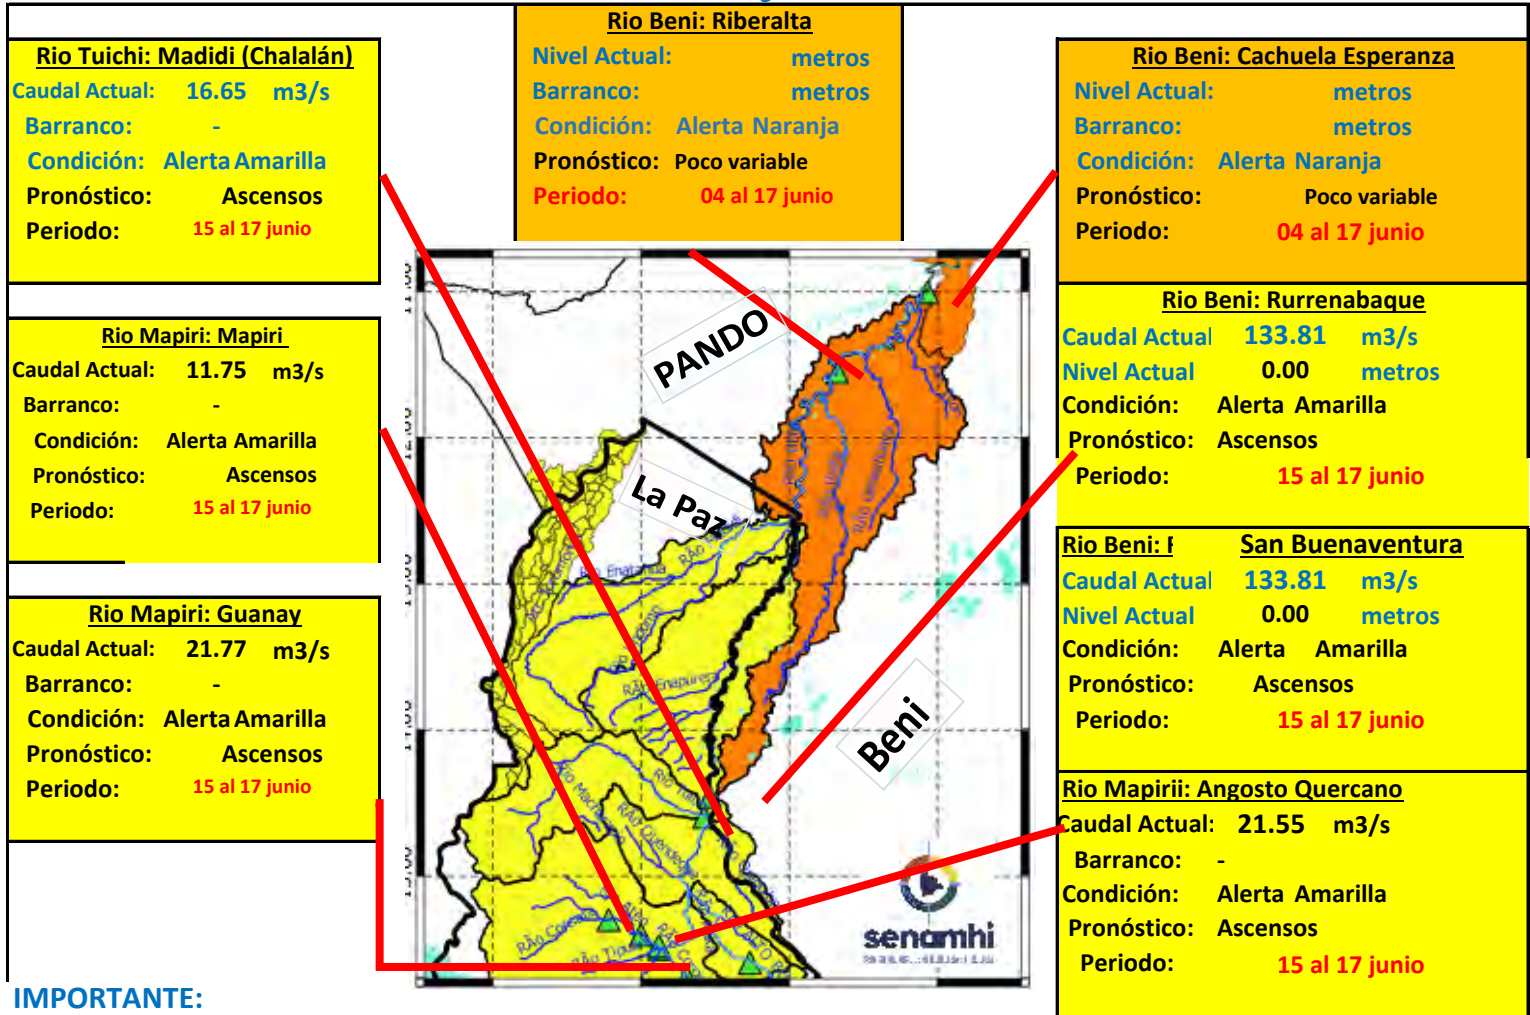 Rio Tuichi: Madidi (Chalalán)
Caudal Actual: 16.65 m3/s
Barranco: -
Condición: Alerta Amarilla
Pronóstico: Ascensos
Periodo: 15 al 17 junio
Rio Mapiri: Mapiri
Caudal Actual: 11.75 m3/s
Barranco: -
Condición: Alerta Amarilla
Pronóstico: Ascensos
Periodo: 15 al 17 junio
Rio Mapiri: Guanay
Caudal Actual: 21.77 m3/s
Barranco: -
Condición: Alerta Amarilla
Pronóstico: Ascensos
Periodo: 15 al 17 junio
Rio Beni: Riberalta
Nivel Actual: metros
Barranco: metros
Condición: Alerta Naranja
Pronóstico: Poco variable
Periodo: 04 al 17 junio
PANDO
La Paz
Beni
Rio Enatahua
RÃo Enapurera
senamhi
Rio Beni: Cachuela Esperanza
Nivel Actual: metros
Barranco: metros
Condición: Alerta Naranja
Pronóstico: Poco variable
Periodo: 04 al 17 junio
Rio Beni: Rurrenabaque
Caudal Actual 133.81 m3/s
Nivel Actual 0.00 metros
Condición: Alerta Amarilla
Pronóstico: Ascensos
Periodo: 15 al 17 junio
Rio Beni: San Buenaventura
Caudal Actual 133.81 m3/s
Nivel Actual 0.00 metros
Condición: Alerta Amarilla
Pronóstico: Ascensos
Periodo: 15 al 17 junio
Rio Mapirii: Angosto Quercano
Caudal Actual: 21.55 m3/s
Barranco: -
Condición: Alerta Amarilla
Pronóstico: Ascensos
Periodo: 15 al 17 junio
IMPORTANTE: